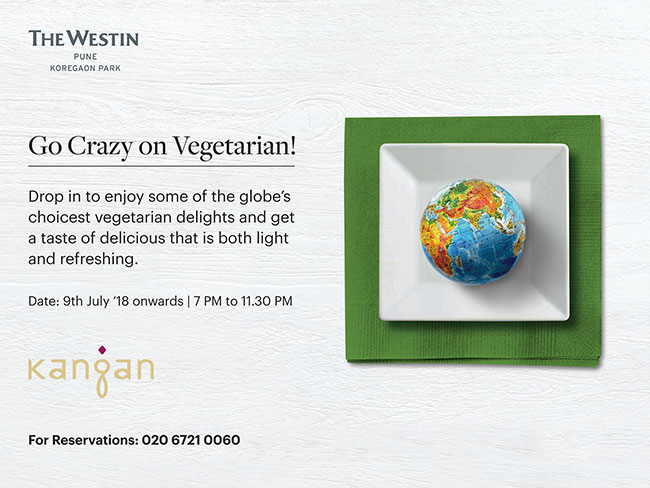 THE WESTIN
PUNE
KOREGAON PARK
Go Crazy on Vegetarian!
Drop in to enjoy some of the globe's
choicest vegetarian delights and get
a taste of delicious that is both light
and refreshing.
Date: 9th July '18 onwards | 7 PM to 11.30 PM
kangan
For Reservations: 020 6721 0060